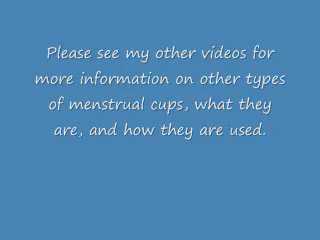 Please see my other videos for
more information on other types
of menstrual cups, what they
are, and how they are used.